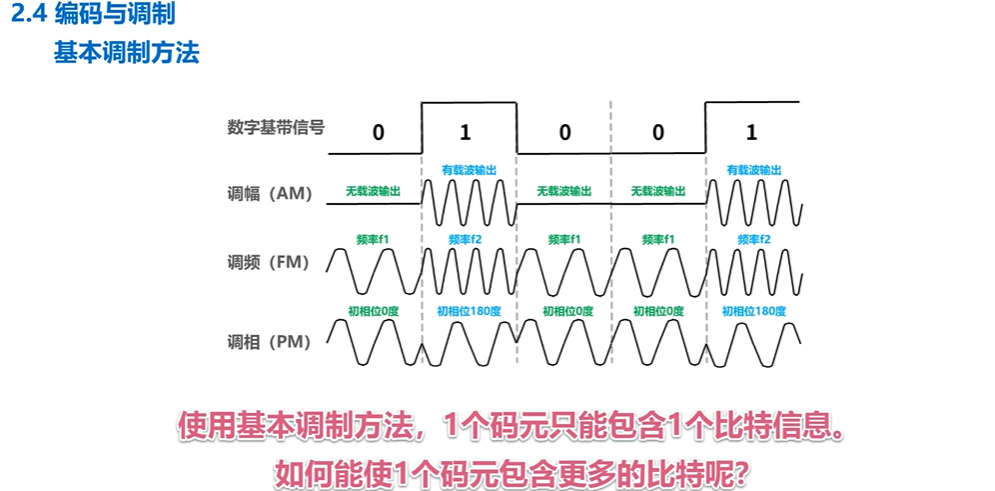 2.4 编码与调制
基本调制方法
数字基带信号 0 1 0 0 1
有载波输出 有载波输出
调幅（AM） 无载波输出 无载波输出 无载波输出
频率f1 频率f2 频率f1 频率f1 频率f2
调频（FM）
初相位0度 初相位180度 初相位0度 初相位0度 初相位180度
调相（PM）
使用基本调制方法，1个码元只能包含1个比特信息。
如何能使1个码元包含更多的比特呢？